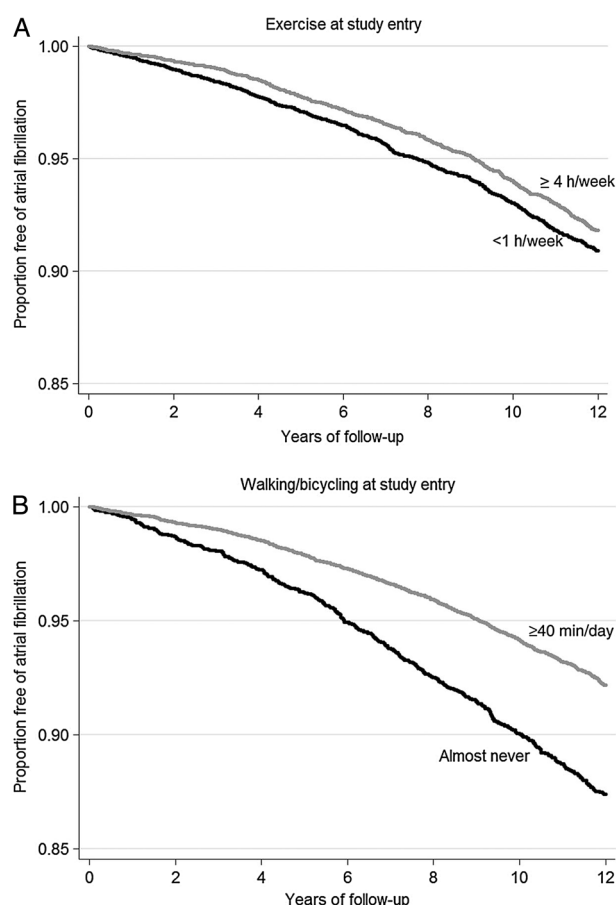 A
Exercise at study entry
Proportion free of atrial fibrillation
1.00
0.95
0.90
0.85
≥ 4 h/week
<1 h/week
0 2 4 6 8 10 12
Years of follow-up
B
Walking/bicycling at study entry
Proportion free of atrial fibrillation
1.00
0.95
0.90
0.85
≥40 min/day
Almost never
0 2 4 6 8 10 12
Years of follow-up